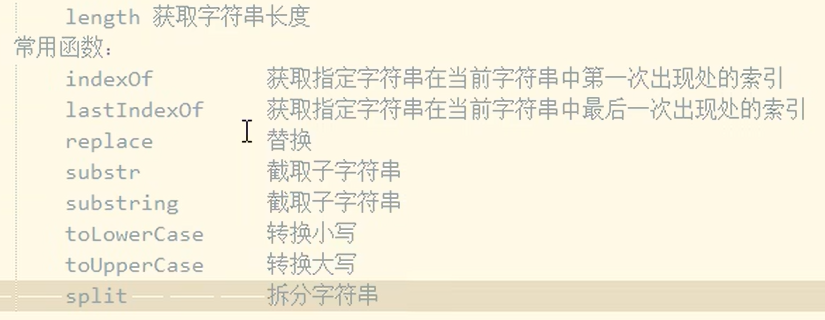 length 获取字符串长度
常用函数：
indexOf 获取指定字符串在当前字符串中第一次出现处的索引
lastIndexOf 获取指定字符串在当前字符串中最后一次出现处的索引
replace 替换
substr 截取子字符串
substring 截取子字符串
toLowerCase 转换小写
toUpperCase 转换大写
split 拆分字符串